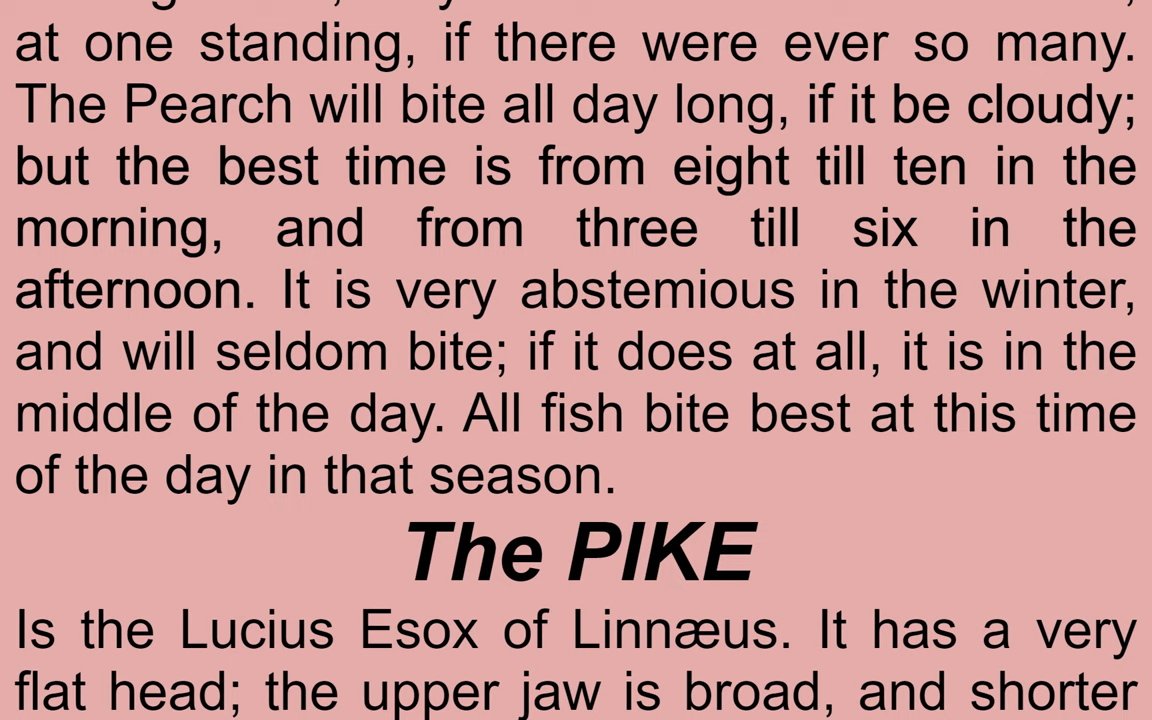 at one standing, if there were ever so many.
The Pearch will bite all day long, if it be cloudy;
but the best time is from eight till ten in the
morning, and from three till six in the
afternoon. It is very abstemious in the winter,
and will seldom bite; if it does at all, it is in the
middle of the day. All fish bite best at this time
of the day in that season.
The PIKE
Is the Lucius Esox of Linnæus. It has a very
flat head; the upper jaw is broad, and shorter